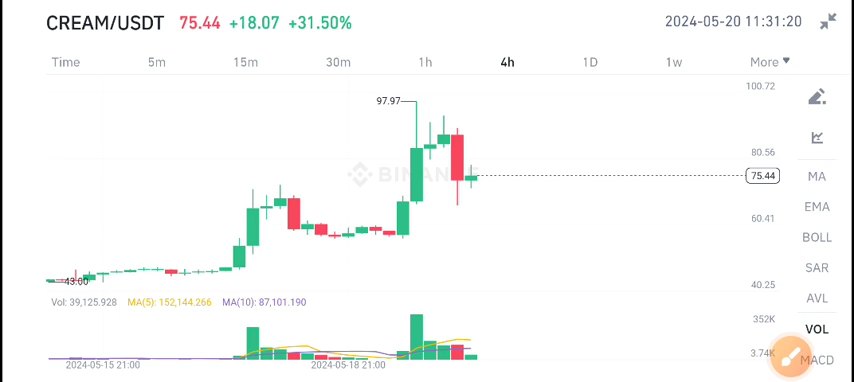 CREAM/USDT 75.44 +18.07 +31.50% 2024-05-20 11:31:20
Time 5m 15m 30m 1h 4h 1D 1w More
100.72
97.97
80.56
BINANCE
75.44
MA
EMA
60.41
BOLL
SAR
43.00
40.25
AVL
Vol: 39,125.928 MA(5): 152,144.266 MA(10): 87,101.190
352K
VOL
3.74K
MACD
2024-05-15 21:00 2024-05-18 21:00